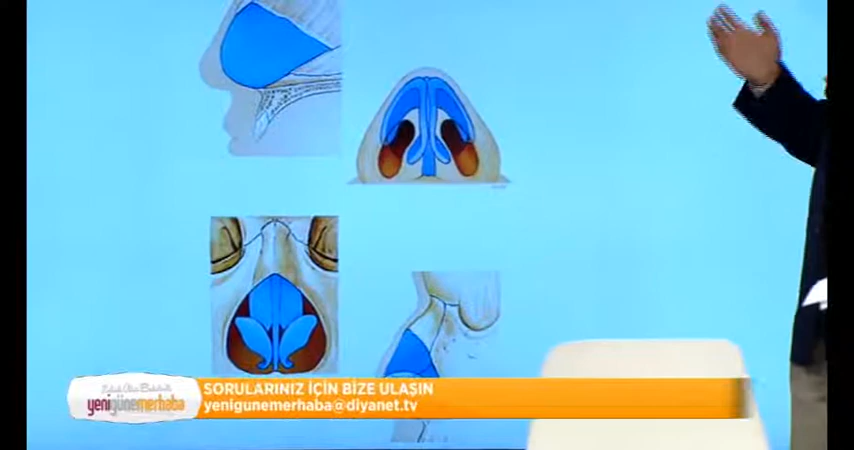 yenigünemerhaba
SORULARINIZ İÇİN BİZE ULAŞIN
yenigunemerhaba@diyanet.tv